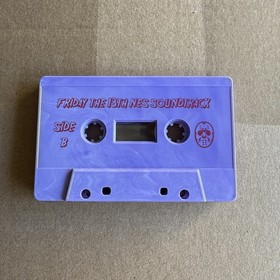 FRIDAY THE 13TH NES SOUNDTRACK
SIDE
B